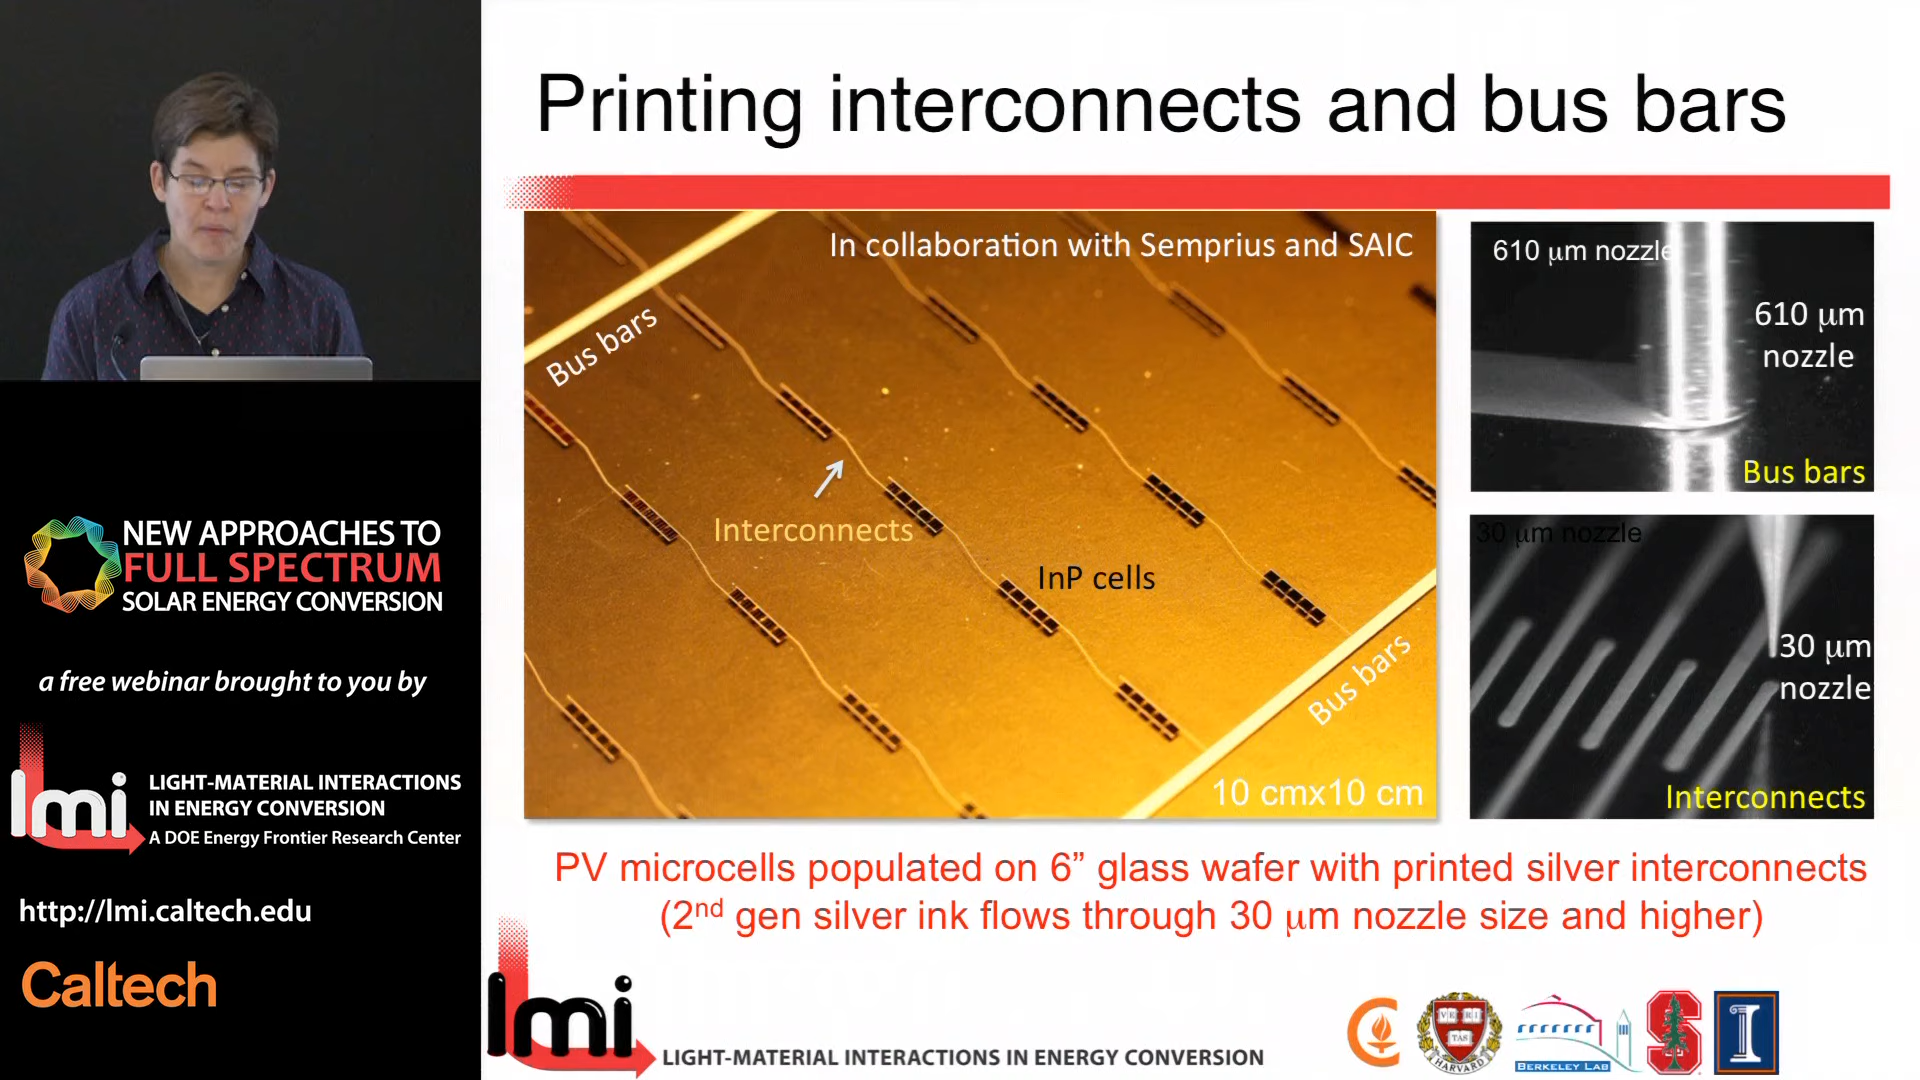 Printing interconnects and bus bars
In collaboration with Semprius and SAIC
Bus bars
Interconnects
InP cells
Bus bars
10 cmx10 cm
610 μm nozzle
610 μm
nozzle
Bus bars
30 μm nozzle
30 μm
nozzle
Interconnects
PV microcells populated on 6” glass wafer with printed silver interconnects
(2nd gen silver ink flows through 30 μm nozzle size and higher)
lmi
LIGHT-MATERIAL INTERACTIONS IN ENERGY CONVERSION
VE RI
TAS
HARVARD
BERKELEY LAB
S
I
NEW APPROACHES TO
FULL SPECTRUM
SOLAR ENERGY CONVERSION
a free webinar brought to you by
lmi
LIGHT-MATERIAL INTERACTIONS
IN ENERGY CONVERSION
A DOE Energy Frontier Research Center
http://lmi.caltech.edu
Caltech